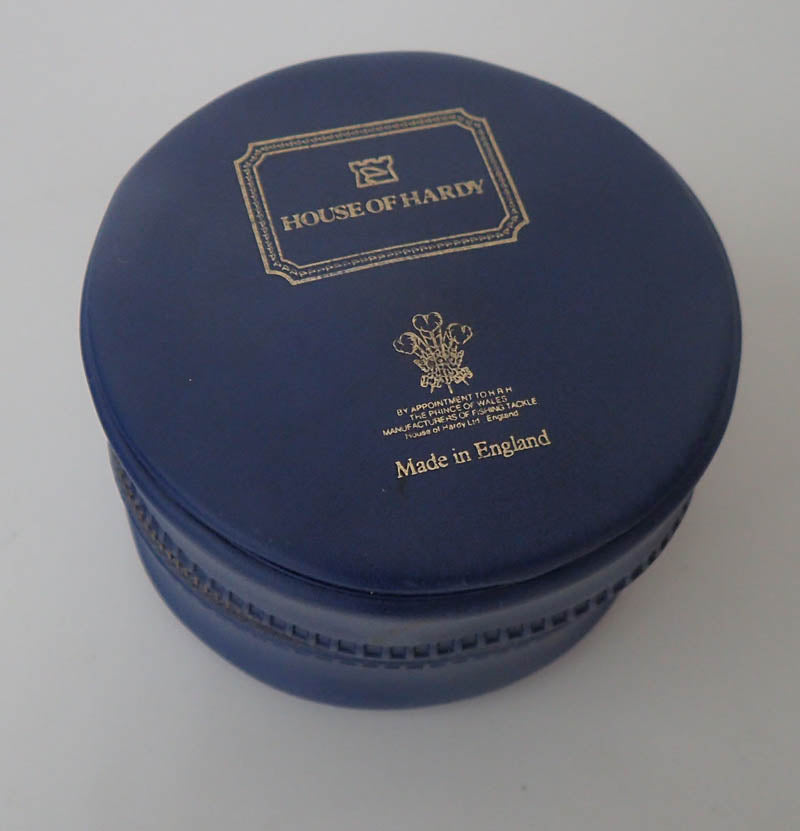 HOUSE OF HARDY
BY APPOINTMENT TO H R H
THE PRINCE OF WALES
MANUFACTURERS OF FISHING TACKLE
House of Hardy Ltd England
Made in England